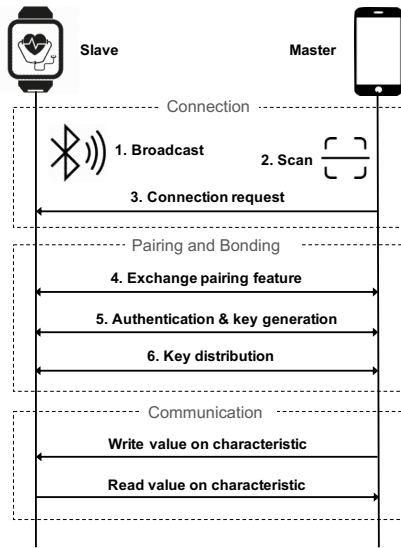 Slave
Master
Connection
1. Broadcast
2. Scan
3. Connection request
Pairing and Bonding
4. Exchange pairing feature
5. Authentication & key generation
6. Key distribution
Communication
Write value on characteristic
Read value on characteristic